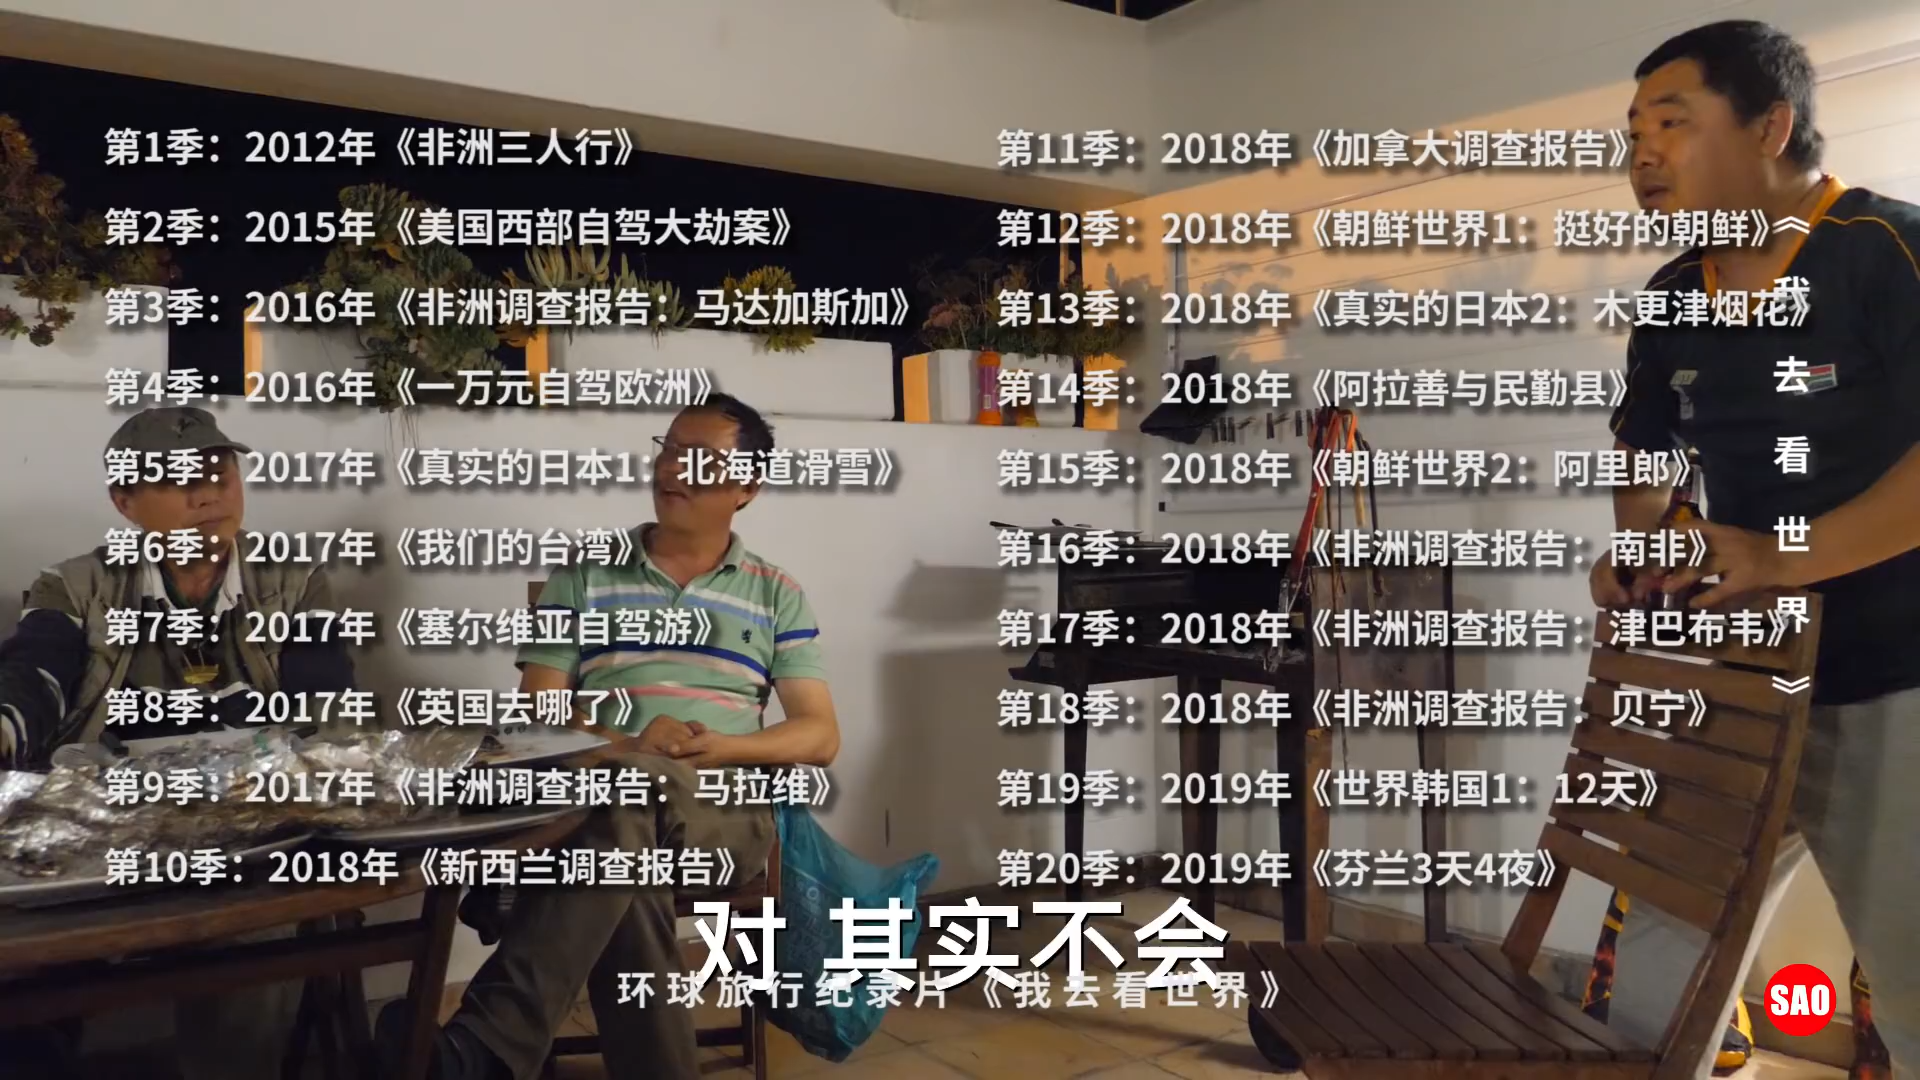 第1季：2012年《非洲三人行》
第2季：2015年《美国西部自驾大劫案》
第3季：2016年《非洲调查报告：马达加斯加》
第4季：2016年《一万元自驾欧洲》
第5季：2017年《真实的日本1：北海道滑雪》
第6季：2017年《我们的台湾》
第7季：2017年《塞尔维亚自驾游》
第8季：2017年《英国去哪了》
第9季：2017年《非洲调查报告：马拉维》
第10季：2018年《新西兰调查报告》
第11季：2018年《加拿大调查报告》
第12季：2018年《朝鲜世界1：挺好的朝鲜》
第13季：2018年《真实的日本2：木更津烟花》
第14季：2018年《阿拉善与民勤县》
第15季：2018年《朝鲜世界2：阿里郎》
第16季：2018年《非洲调查报告：南非》
第17季：2018年《非洲调查报告：津巴布韦》
第18季：2018年《非洲调查报告：贝宁》
第19季：2019年《世界韩国1：12天》
第20季：2019年《芬兰3天4夜》
《我去看世界》
对 其实不会
环球旅行纪录片《我去看世界》
SAO